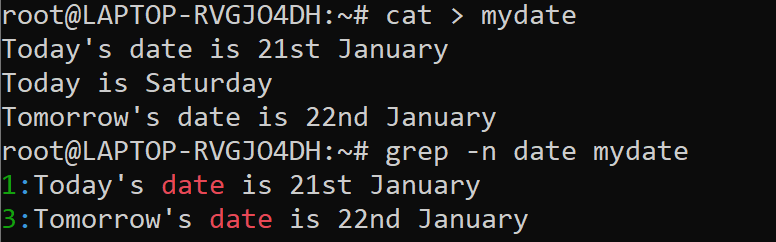 root@LAPTOP-RVGJO4DH:~# cat > mydate
Today's date is 21st January
Today is Saturday
Tomorrow's date is 22nd January
root@LAPTOP-RVGJO4DH:~# grep -n date mydate
1:Today's date is 21st January
3:Tomorrow's date is 22nd January